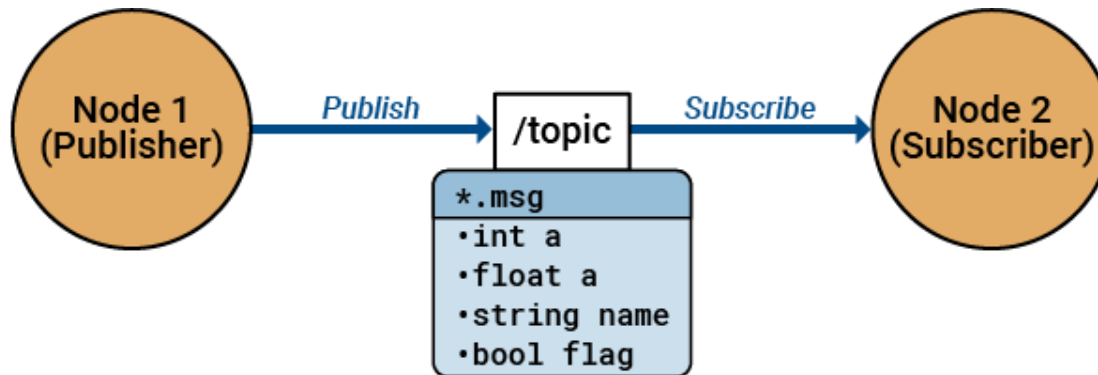 Node 1
(Publisher)
Publish
/topic
Subscribe
Node 2
(Subscriber)
*.msg
•int a
•float a
•string name
•bool flag